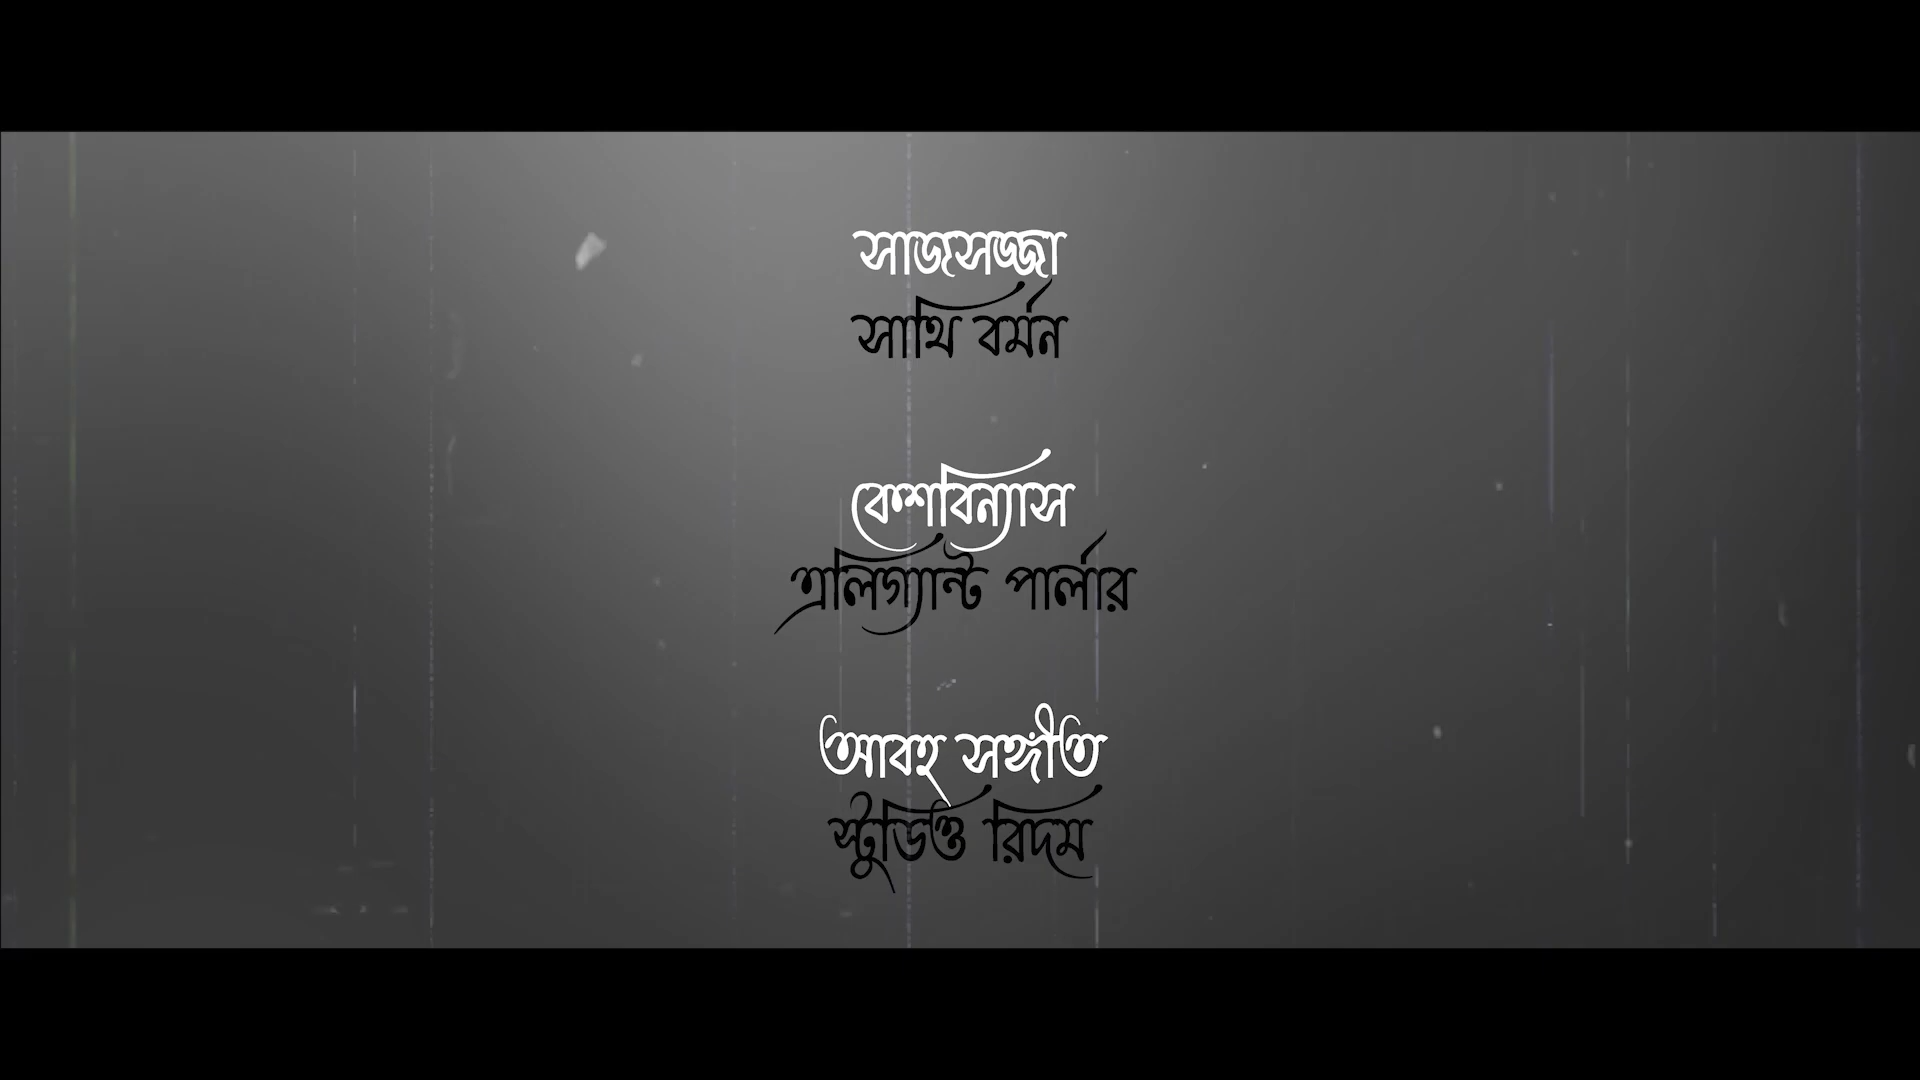 সাজসজ্জা
সাথি বর্মন
কেশবিন্যাস
এলিগ্যান্ট পার্লার
আবহ সঙ্গীত
স্টুডিও রিদম